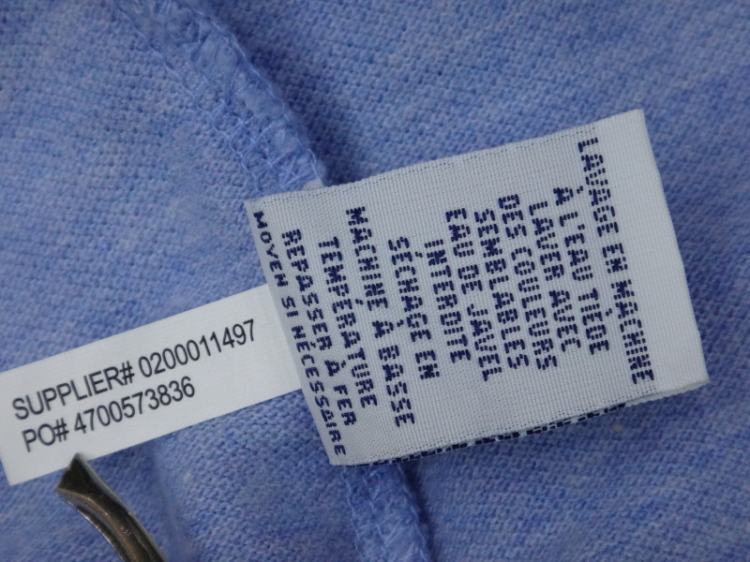 LAVAGE EN MACHINE
À L'EAU TIÈDE
LAVER AVEC
DES COULEURS
SEMBLABLES
EAU DE JAVEL
INTERDITE
SÉCHAGE EN
MACHINE À BASSE
TEMPÉRATURE
REPASSER À FER
MOYEN SI NECESSAIRE
SUPPLIER# 0200011497
PO# 4700573836